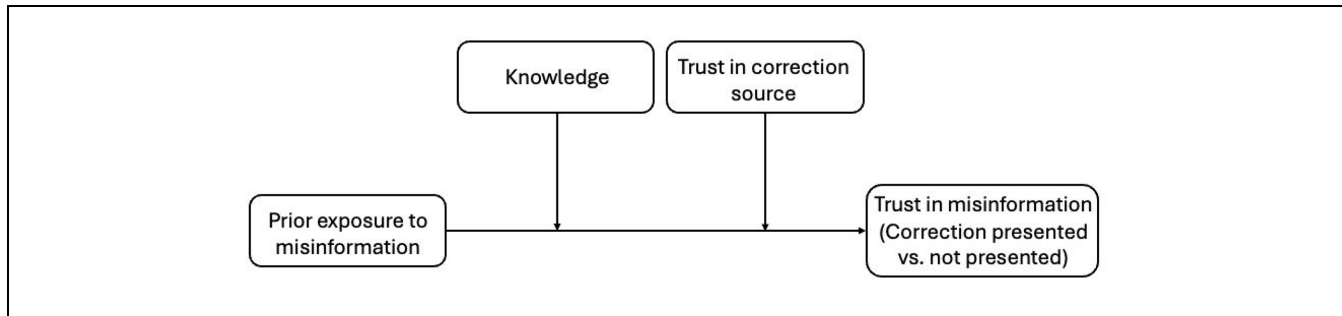 Knowledge
Trust in correction
source
Prior exposure to
misinformation
Trust in misinformation
(Correction presented
vs. not presented)